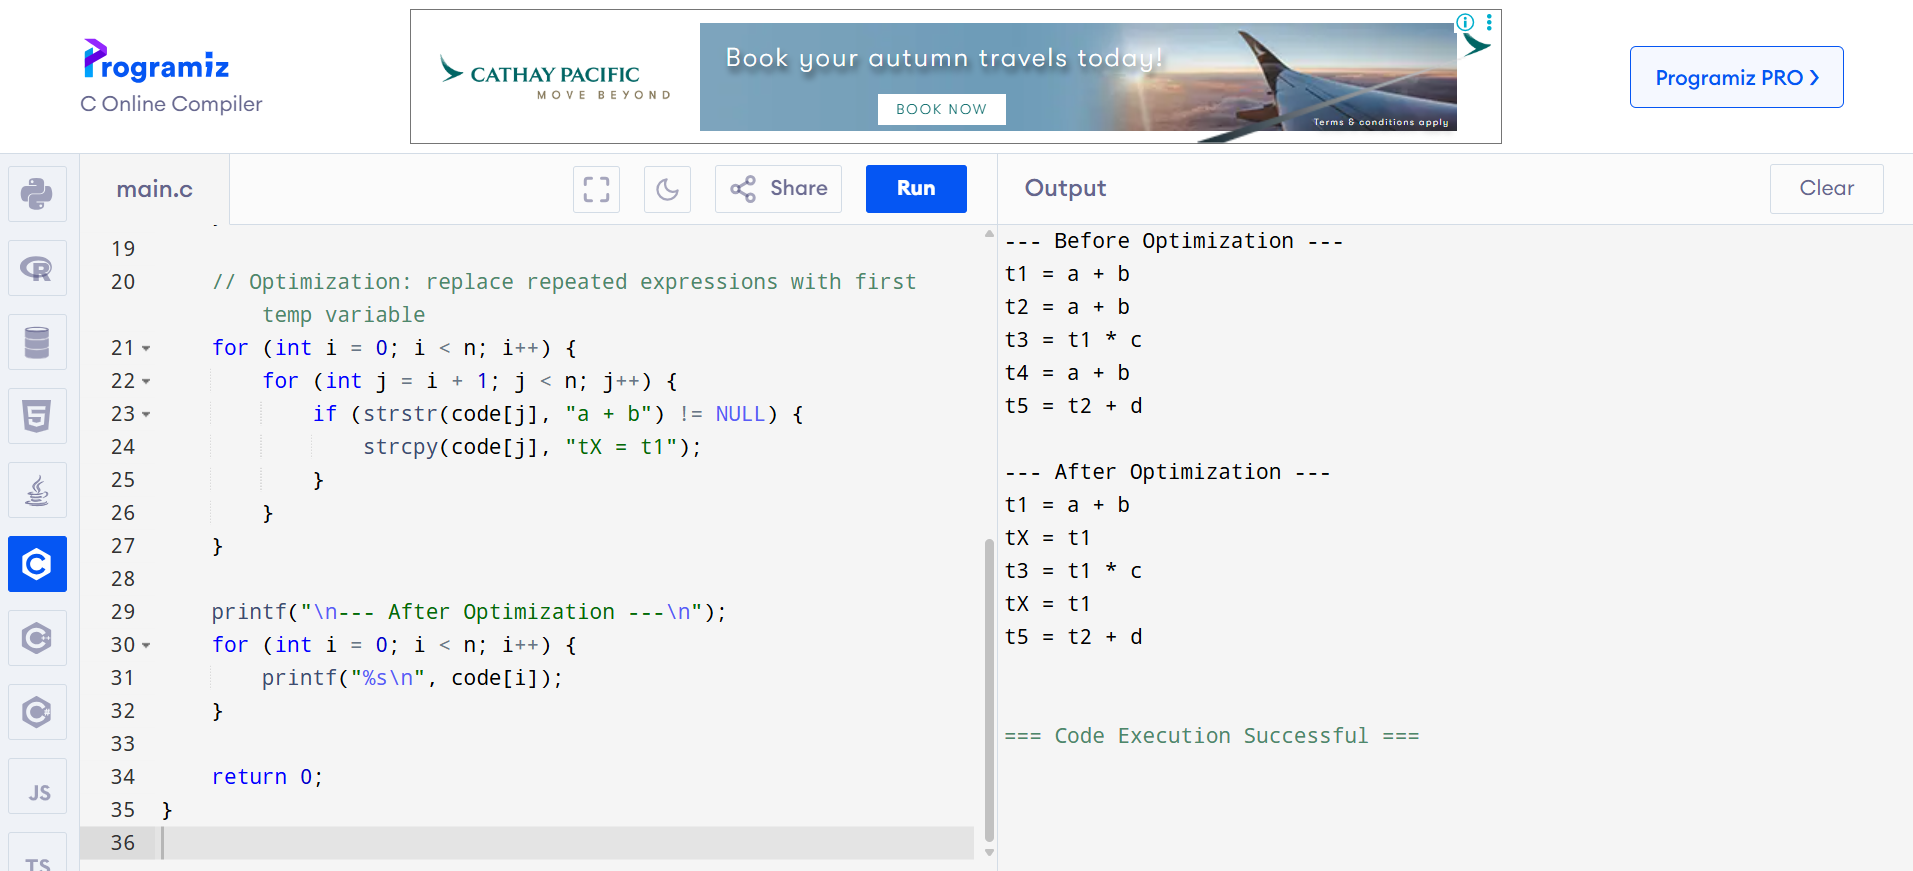 Programiz
C Online Compiler
CATHAY PACIFIC
MOVE BEYOND
Book your autumn travels today!
BOOK NOW
Terms & conditions apply
Programiz PRO
main.c
Share
Run
Output
Clear
19
20 // Optimization: replace repeated expressions with first
temp variable
21 for (int i = 0; i < n; i++) {
22 for (int j = i + 1; j < n; j++) {
23 if (strstr(code[j], "a + b") != NULL) {
24 strcpy(code[j], "tX = t1");
25 }
26 }
27 }
28
29 printf("\n--- After Optimization ---\n");
30 for (int i = 0; i < n; i++) {
31 printf("%s\n", code[i]);
32 }
33
34 return 0;
35 }
36
--- Before Optimization ---
t1 = a + b
t2 = a + b
t3 = t1 * c
t4 = a + b
t5 = t2 + d
--- After Optimization ---
t1 = a + b
tX = t1
t3 = t1 * c
tX = t1
t5 = t2 + d
=== Code Execution Successful ===
R
5
C
C++
C#
JS
TS